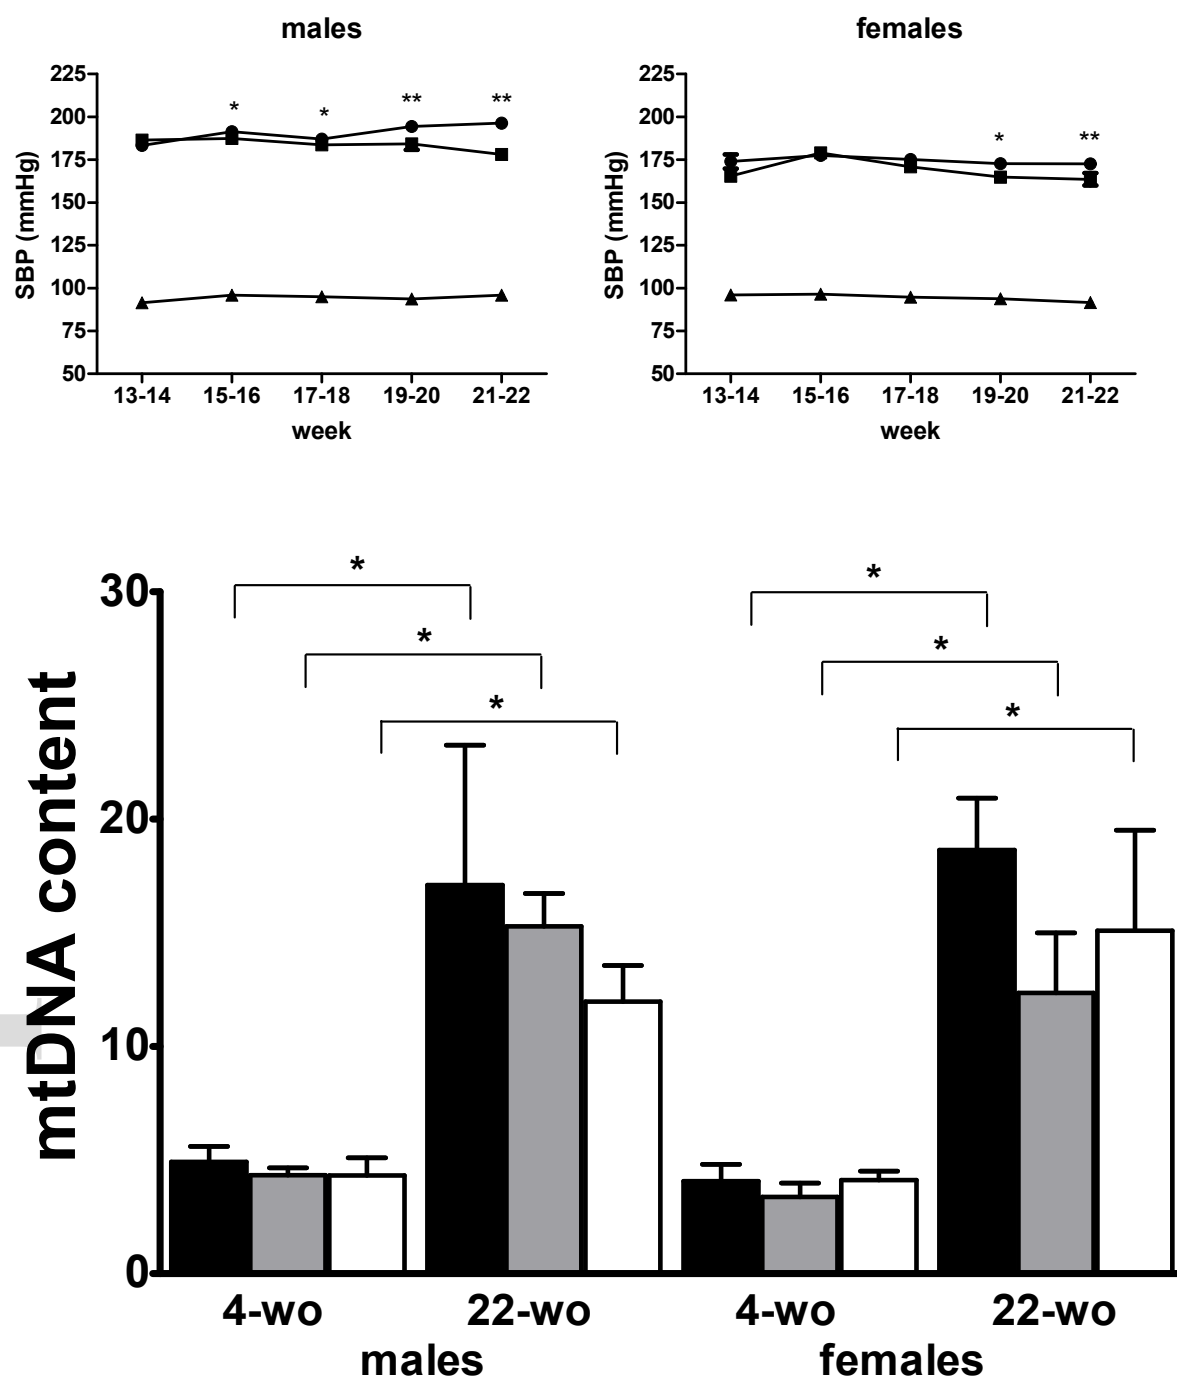 males
225
200
175
150
125
100
75
50
SBP (mmHg)
* * ** **
13-14 15-16 17-18 19-20 21-22
week
females
225
200
175
150
125
100
75
50
SBP (mmHg)
* **
13-14 15-16 17-18 19-20 21-22
week
mtDNA content
30
20
10
0
* * *
* * *
4-wo 22-wo 4-wo 22-wo
males females